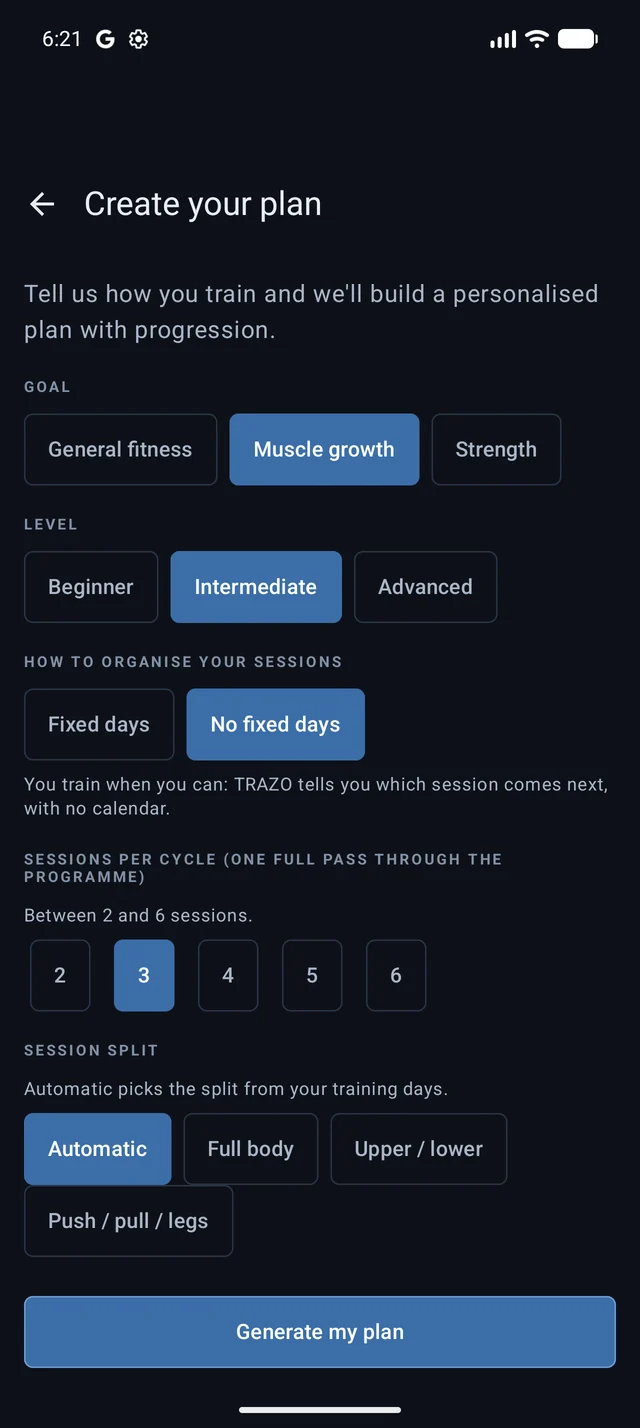 6:21 G
Create your plan
Tell us how you train and we'll build a personalised
plan with progression.
GOAL
General fitness Muscle growth Strength
LEVEL
Beginner Intermediate Advanced
HOW TO ORGANISE YOUR SESSIONS
Fixed days No fixed days
You train when you can: TRAZO tells you which session comes next,
with no calendar.
SESSIONS PER CYCLE (ONE FULL PASS THROUGH THE
PROGRAMME)
Between 2 and 6 sessions.
2 3 4 5 6
SESSION SPLIT
Automatic picks the split from your training days.
Automatic Full body Upper / lower
Push / pull / legs
Generate my plan